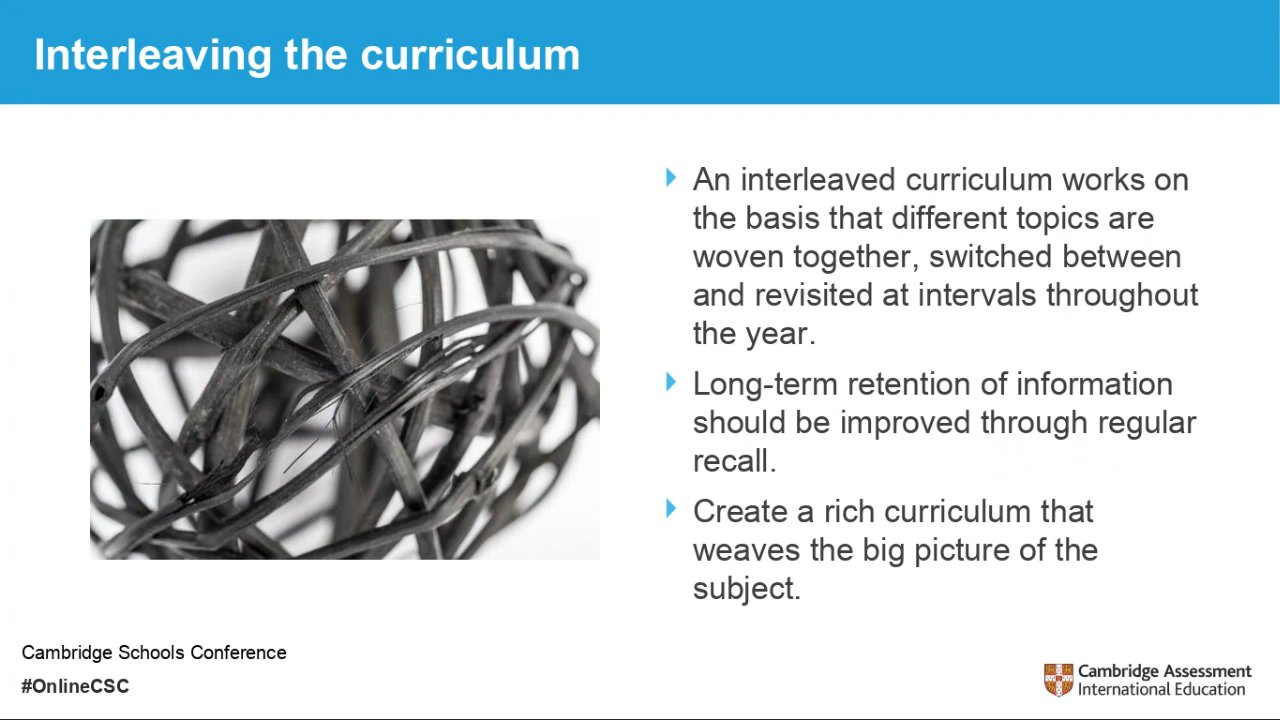 Interleaving the curriculum
An interleaved curriculum works on
the basis that different topics are
woven together, switched between
and revisited at intervals throughout
the year.
Long-term retention of information
should be improved through regular
recall.
Create a rich curriculum that
weaves the big picture of the
subject.
Cambridge Schools Conference
#OnlineCSC
Cambridge Assessment
International Education